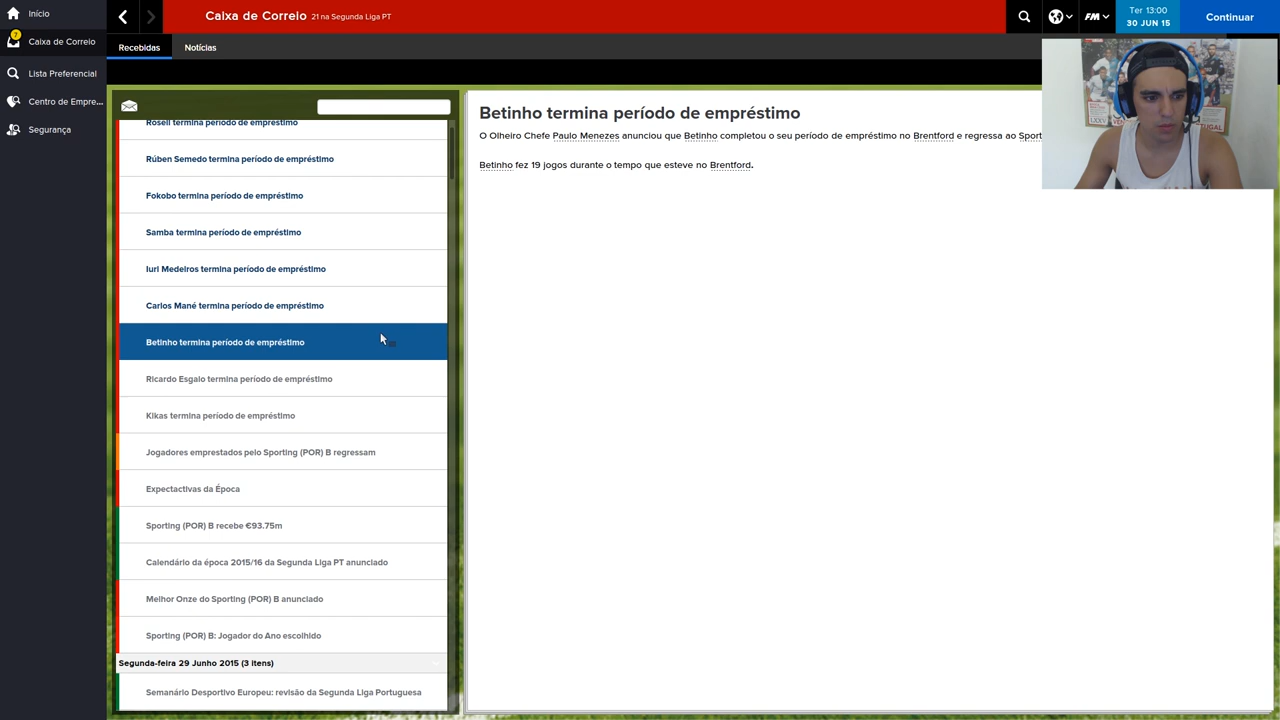 Início
Caixa de Correio 21 na Segunda Liga PT
Ter 13:00
30 JUN 15
Continuar
7
Caixa de Correio
Recebidas
Notícias
Lista Preferencial
Centro de Empre...
Segurança
FM
Roseli termina período de empréstimo
Rúben Semedo termina período de empréstimo
Fokobo termina período de empréstimo
Samba termina período de empréstimo
Iuri Medeiros termina período de empréstimo
Carlos Mané termina período de empréstimo
Betinho termina período de empréstimo
Ricardo Esgaio termina período de empréstimo
Kikas termina período de empréstimo
Jogadores emprestados pelo Sporting (POR) B regressam
Expectactivas da Época
Sporting (POR) B recebe €93.75m
Calendário da época 2015/16 da Segunda Liga PT anunciado
Melhor Onze do Sporting (POR) B anunciado
Sporting (POR) B: Jogador do Ano escolhido
Segunda-feira 29 Junho 2015 (3 itens)
Semanário Desportivo Europeu: revisão da Segunda Liga Portuguesa
Betinho termina período de empréstimo
O Olheiro Chefe Paulo Menezes anunciou que Betinho completou o seu período de empréstimo no Brentford e regressa ao Sport
Betinho fez 19 jogos durante o tempo que esteve no Brentford.